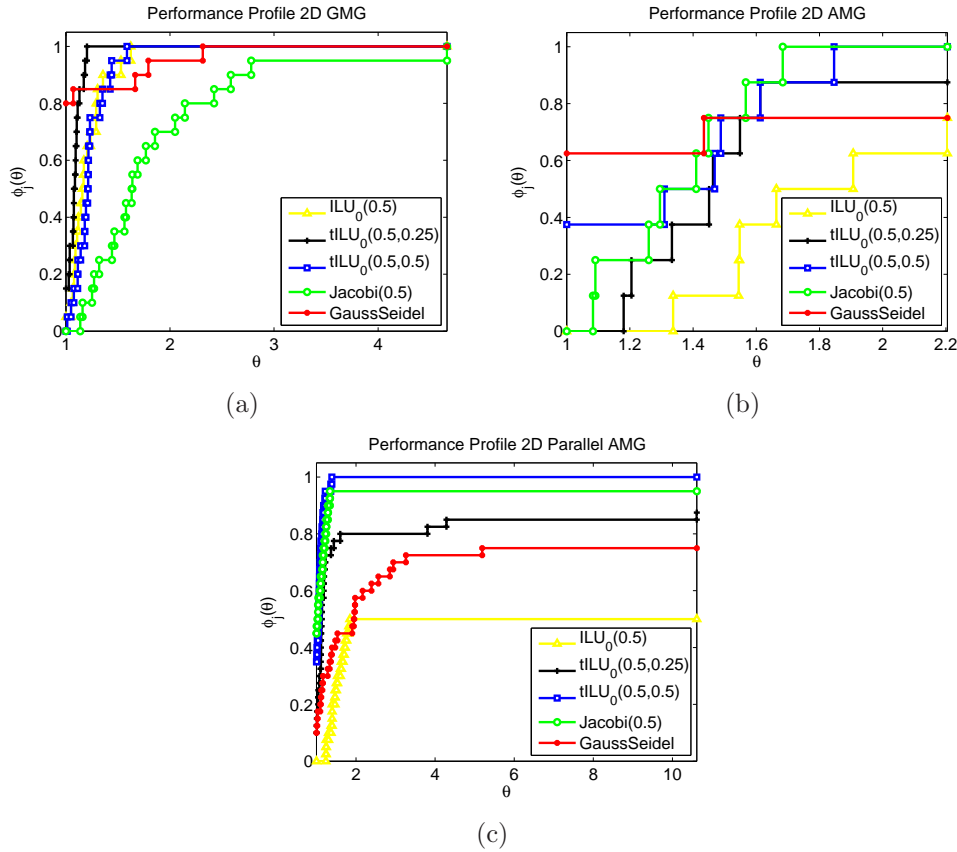 Performance Profile 2D GMG
1
0.8
0.6
0.4
0.2
0
ϕj(θ)
1
2
4
θ
ILU0(0.5)
tILU0(0.5,0.25)
tILU0(0.5,0.5)
Jacobi(0.5)
GaussSeidel
(a)
Performance Profile 2D AMG
1
0.8
0.6
0.4
0.2
0
ϕj(θ)
1
1.2
1.4
1.6
1.8
2
2.2
θ
ILU0(0.5)
tILU0(0.5,0.25)
tILU0(0.5,0.5)
Jacobi(0.5)
GaussSeidel
(b)
Performance Profile 2D Parallel AMG
1
0.8
0.6
0.4
0.2
0
ϕj(θ)
2
4
6
8
10
θ
ILU0(0.5)
tILU0(0.5,0.25)
tILU0(0.5,0.5)
Jacobi(0.5)
GaussSeidel
(c)